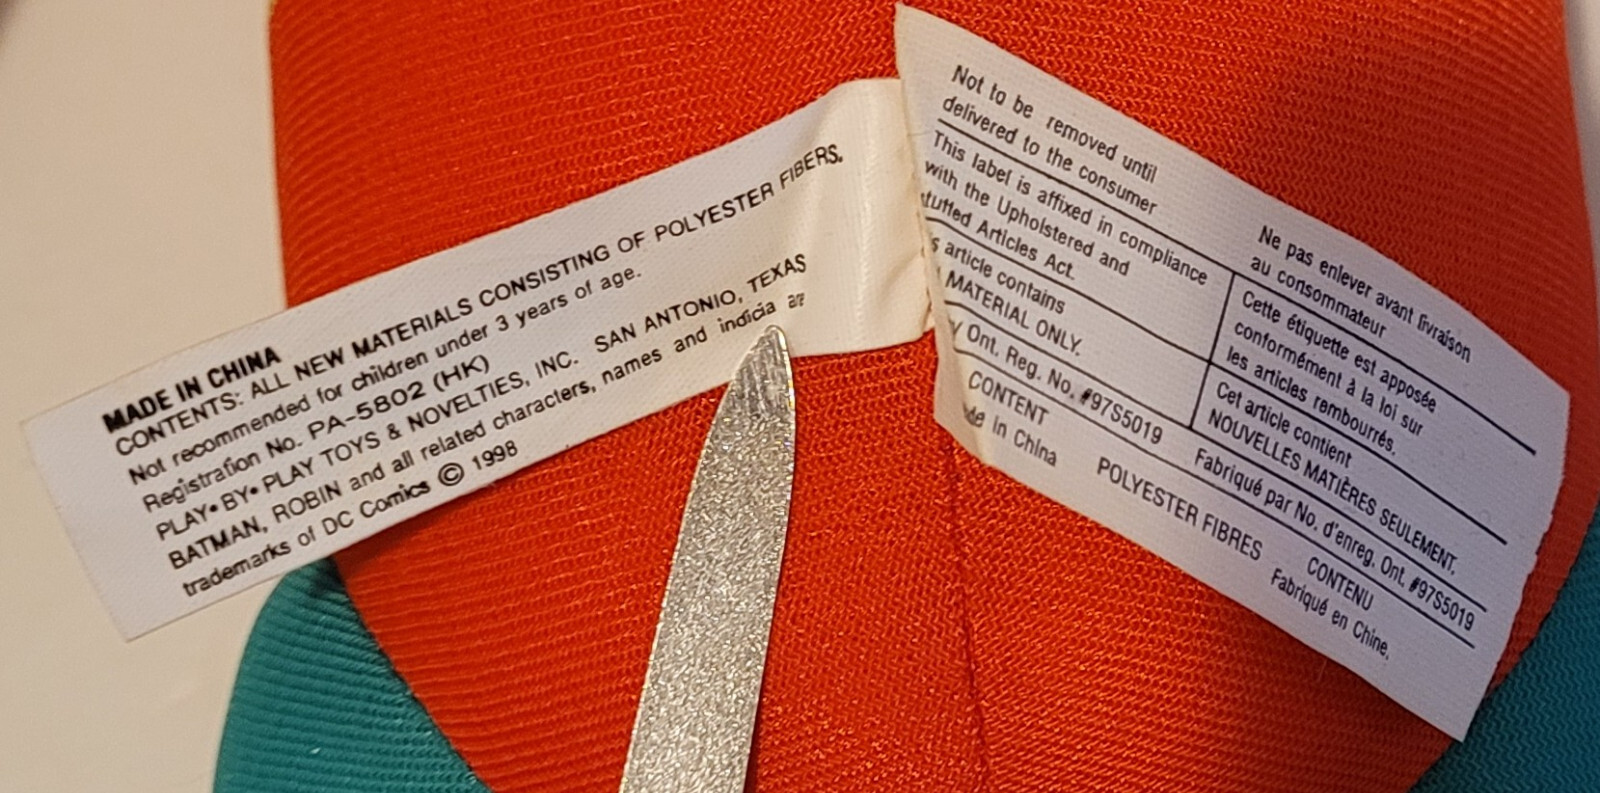 MADE IN CHINA
CONTENTS: ALL NEW MATERIALS CONSISTING OF POLYESTER FIBERS.
Not recommended for children under 3 years of age.
Registration No. PA-5802 (HK)
PLAY•BY•PLAY TOYS & NOVELTIES, INC. SAN ANTONIO, TEXAS
BATMAN, ROBIN and all related characters, names and indicia
trademarks of DC Comics © 1998
Not to be removed until
delivered to the consumer
This label is affixed in compliance
with the Upholstered and
tuffed Articles Act.
s article contains
MATERIAL ONLY.
y Ont. Reg. No. #97S5019
CONTENT
de in China
POLYESTER FIBRES
Ne pas enlever avant livraison
au consommateur
Cette étiquette est apposée
conformément à la loi sur
les articles rembourrés.
Cet article contient
NOUVELLES MATIÈRES SEULEMENT,
Fabriqué par No. d'enreg. Ont. #97S5019
CONTENU
Fabriqué en Chine,